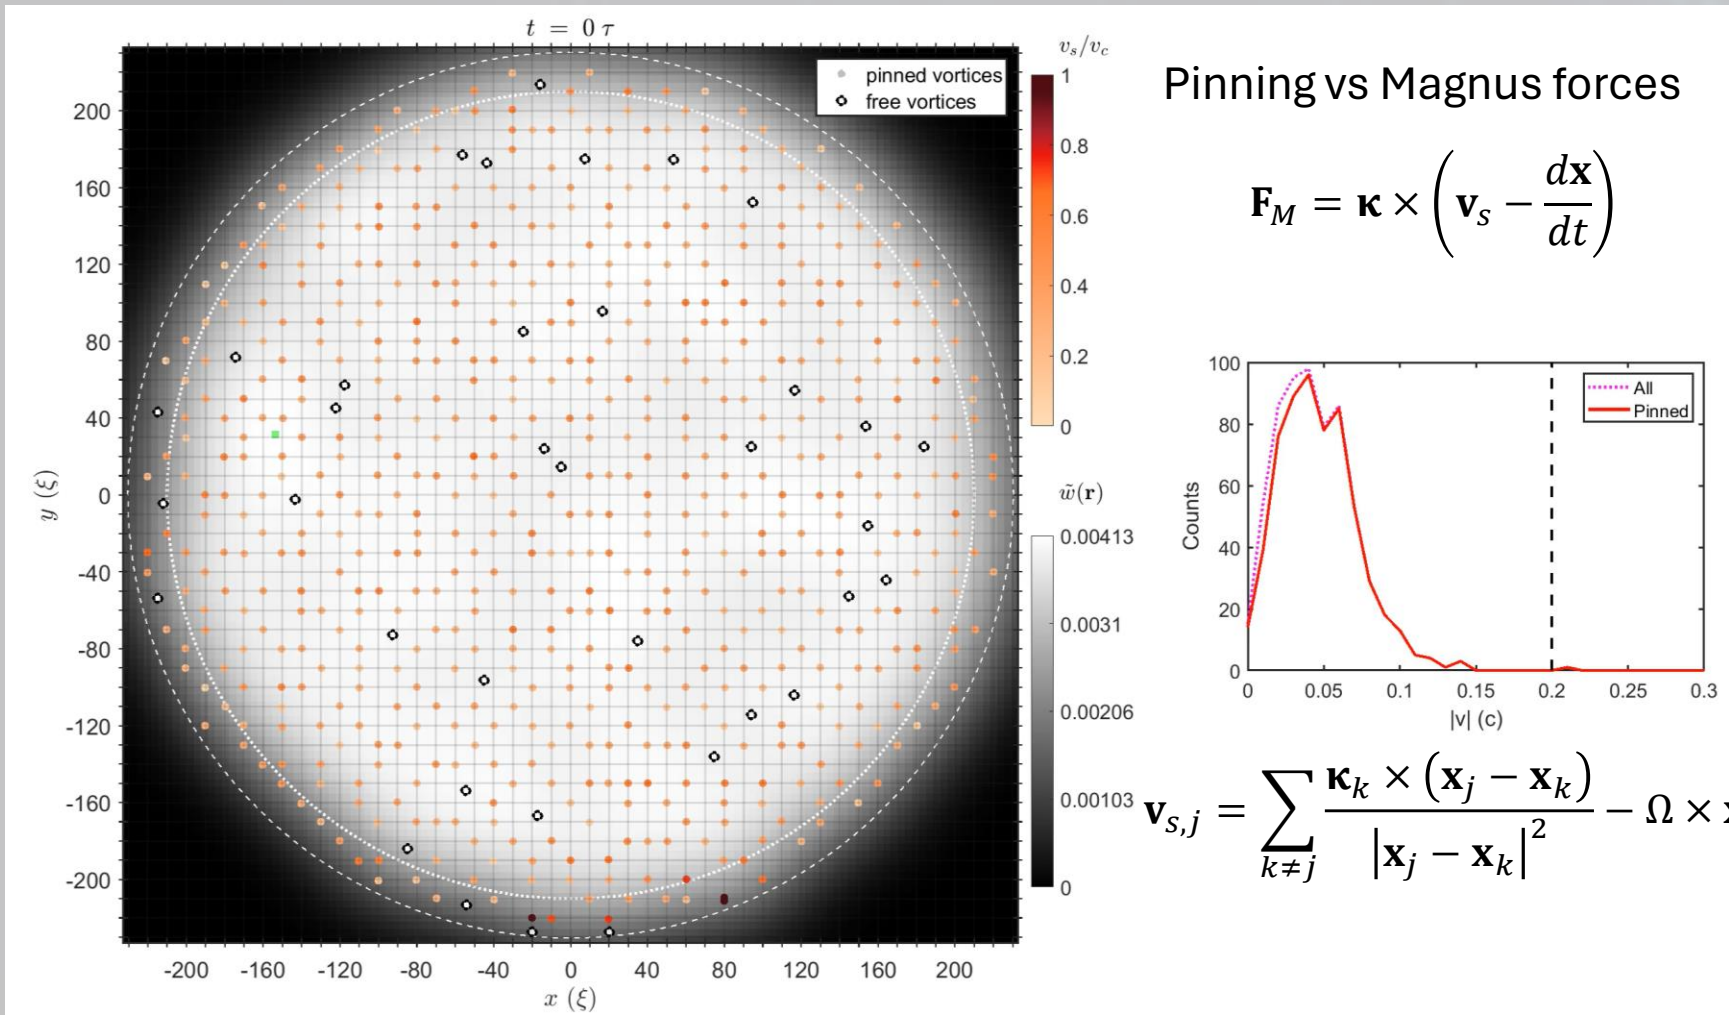 t = 0 τ
pinned vortices
free vortices
200
160
120
80
40
0
-40
-80
-120
-160
-200
y (ξ)
-200 -160 -120 -80 -40 0 40 80 120 160 200
x (ξ)
v_s/v_c
1
0.8
0.6
0.4
0.2
0
w̃(r)
0.00413
0.0031
0.00206
0.00103
0
Pinning vs Magnus forces
F_M = κ × (v_s − dx/dt)
100
80
60
40
20
0
Counts
All
Pinned
0 0.05 0.1 0.15 0.2 0.25 0.3
|v| (c)
v_{s,j} = ∑_{k≠j} κ_k × (x_j − x_k) / |x_j − x_k|² − Ω × x